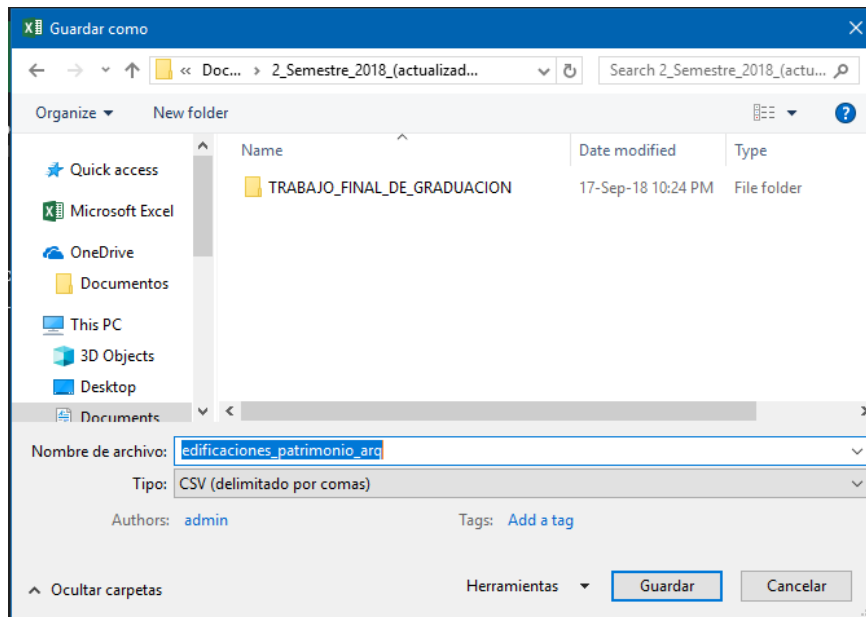 Guardar como
« Doc... › 2_Semestre_2018_(actualizad... Search 2_Semestre_2018_(actu...
Organize New folder
Name Date modified Type
Quick access
TRABAJO_FINAL_DE_GRADUACION 17-Sep-18 10:24 PM File folder
Microsoft Excel
OneDrive
Documentos
This PC
3D Objects
Desktop
Documents
Nombre de archivo: edificaciones_patrimonio_arq
Tipo: CSV (delimitado por comas)
Authors: admin Tags: Add a tag
Ocultar carpetas Herramientas Guardar Cancelar